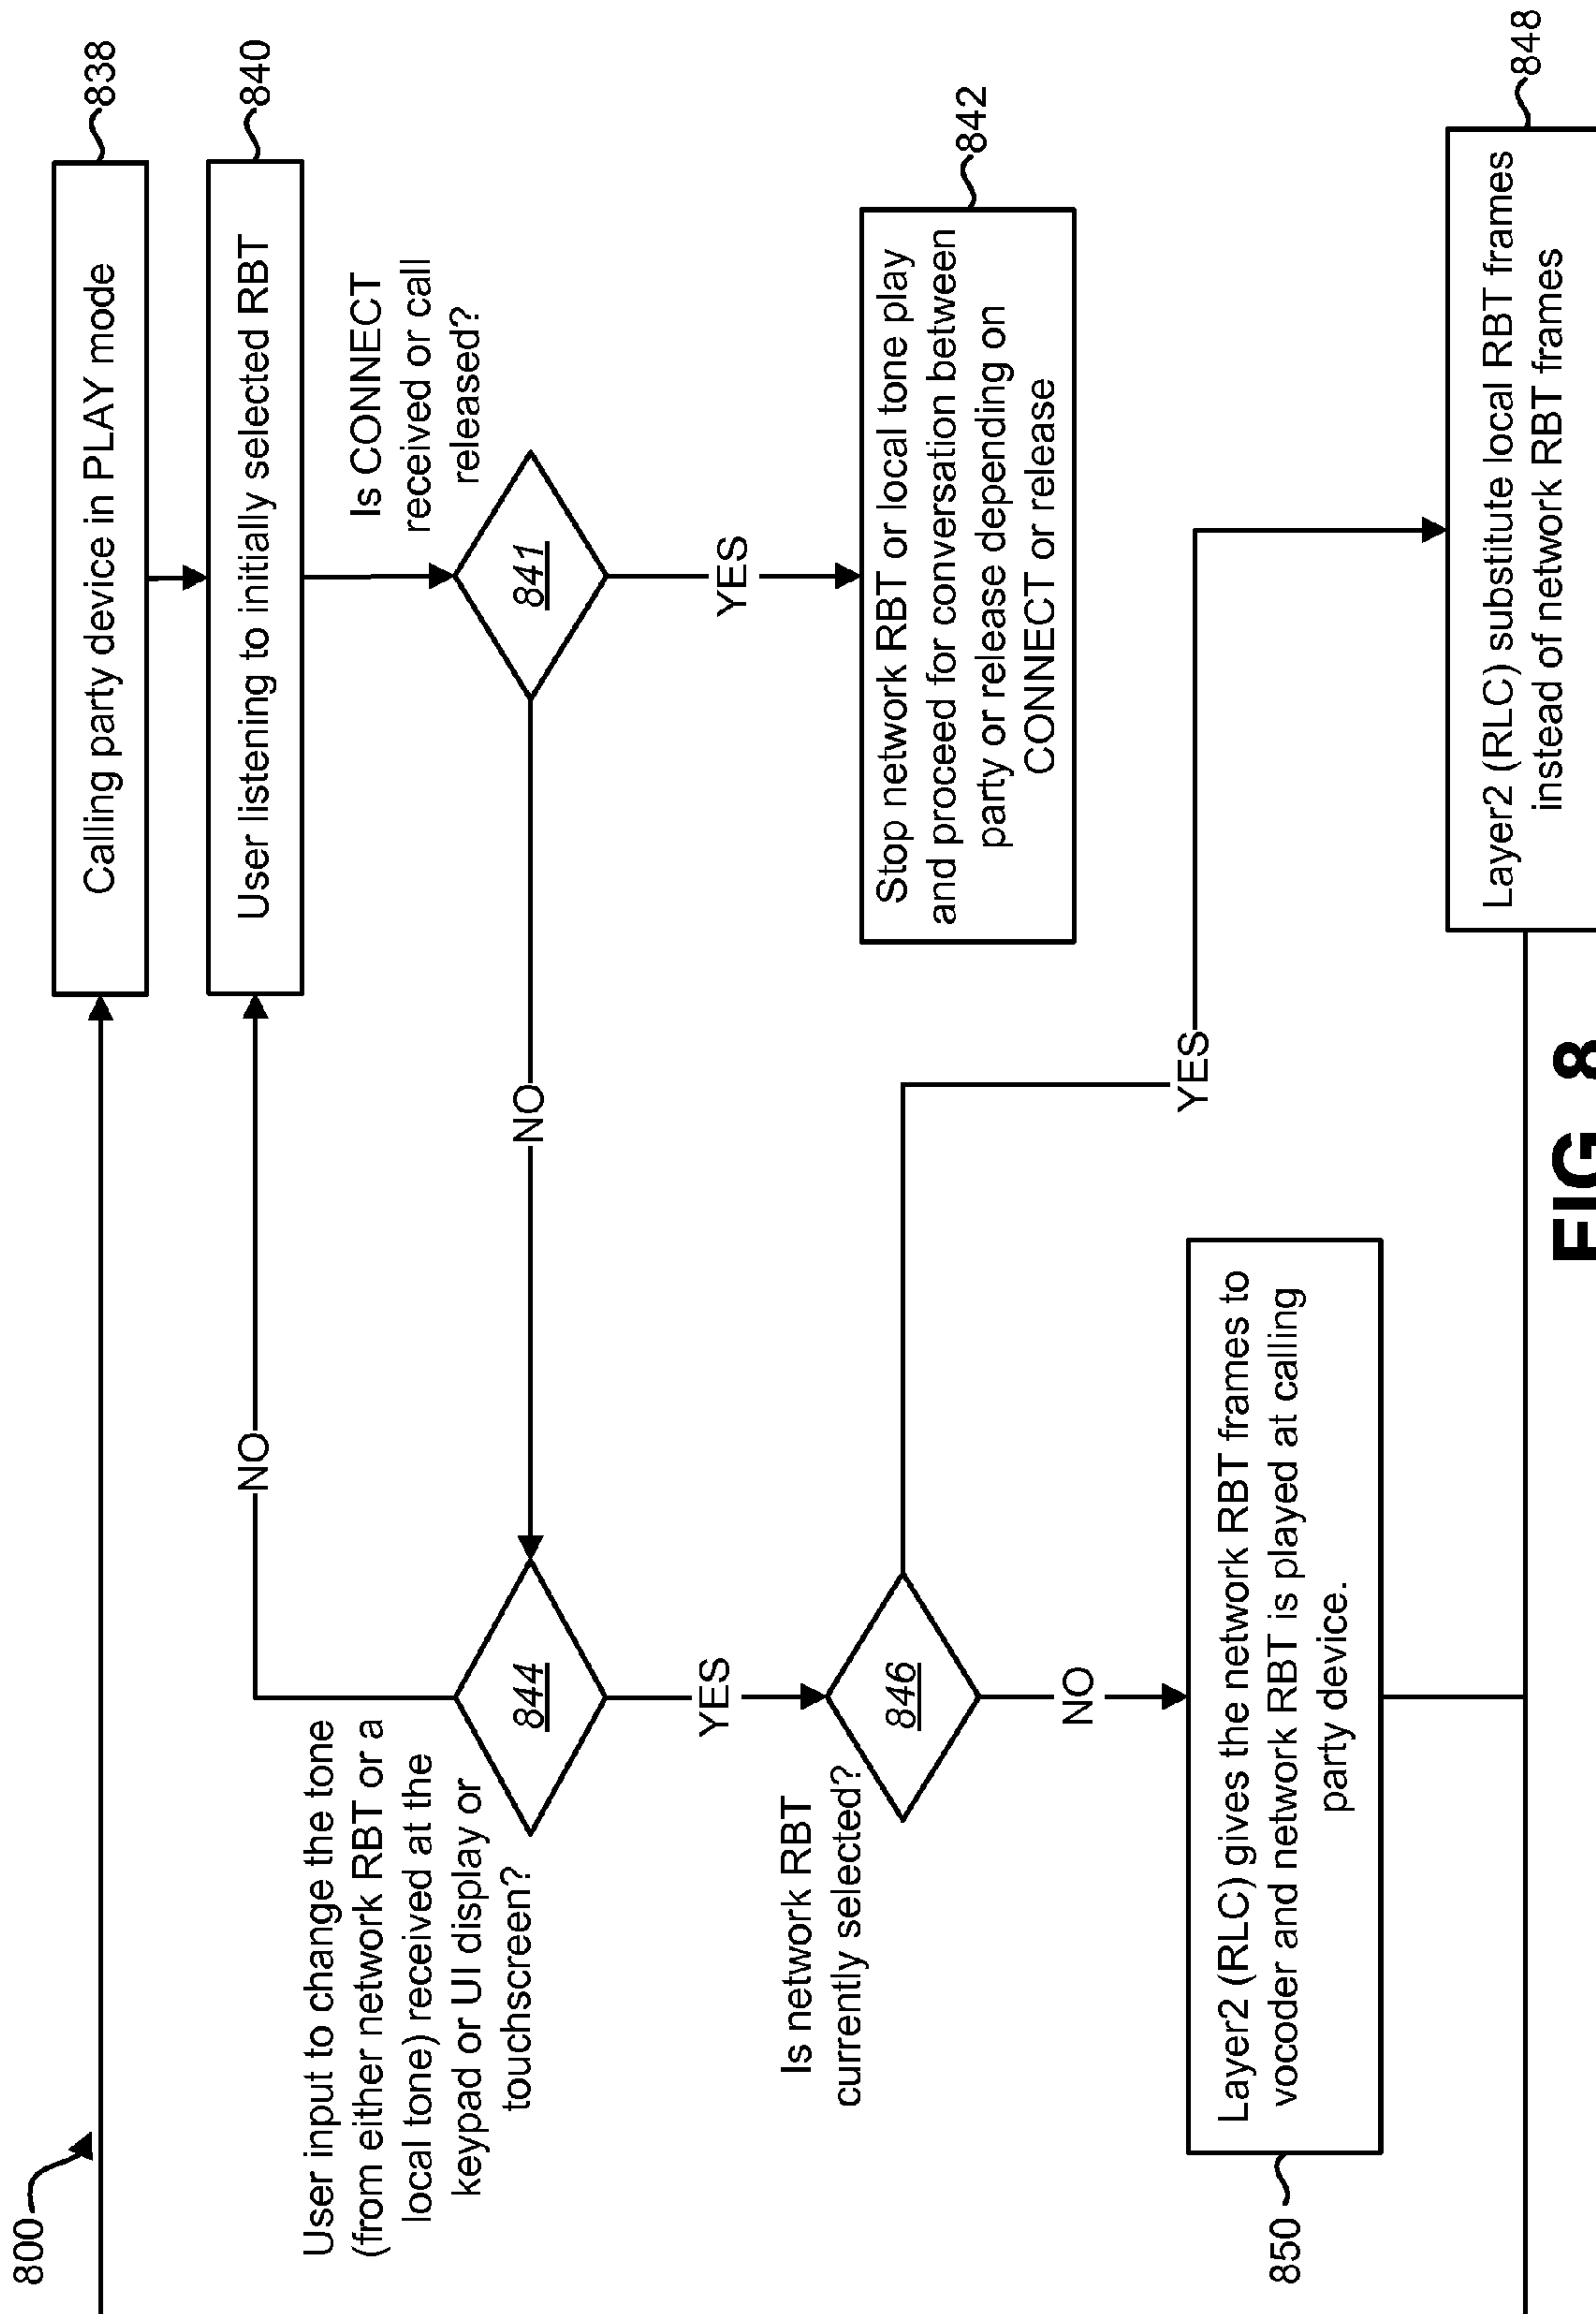 800
Calling party device in PLAY mode
838
User listening to initially selected RBT
840
Is CONNECT
received or call
released?
841
NO
YES
Stop network RBT or local tone play
and proceed for conversation between
party or release depending on
CONNECT or release
842
User input to change the tone
(from either network RBT or a
local tone) received at the
keypad or UI display or
touchscreen?
844
NO
YES
Is network RBT
currently selected?
846
YES
NO
Layer2 (RLC) substitute local RBT frames
instead of network RBT frames
848
Layer2 (RLC) gives the network RBT frames to
vocoder and network RBT is played at calling
party device.
850
FIG. 8